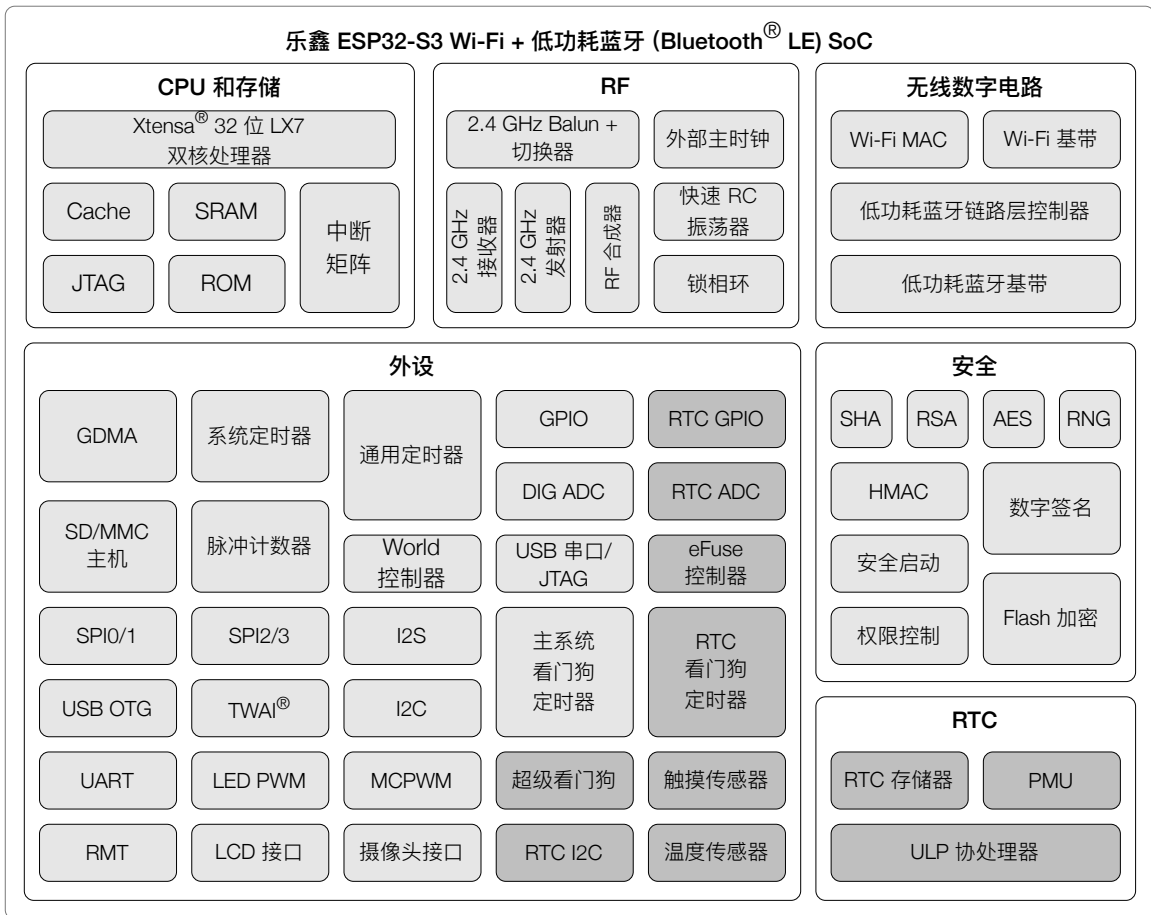 乐鑫 ESP32-S3 Wi-Fi + 低功耗蓝牙 (Bluetooth® LE) SoC
CPU 和存储
Xtensa® 32 位 LX7
双核处理器
Cache
SRAM
中断
矩阵
JTAG
ROM
RF
2.4 GHz Balun +
切换器
外部主时钟
2.4 GHz
接收器
2.4 GHz
发射器
RF 合成器
快速 RC
振荡器
锁相环
无线数字电路
Wi-Fi MAC
Wi-Fi 基带
低功耗蓝牙链路层控制器
低功耗蓝牙基带
外设
GDMA
系统定时器
通用定时器
GPIO
RTC GPIO
DIG ADC
RTC ADC
SD/MMC
主机
脉冲计数器
World
控制器
USB 串口/
JTAG
eFuse
控制器
SPI0/1
SPI2/3
I2S
主系统
看门狗
定时器
RTC
看门狗
定时器
USB OTG
TWAI®
I2C
UART
LED PWM
MCPWM
超级看门狗
触摸传感器
RMT
LCD 接口
摄像头接口
RTC I2C
温度传感器
安全
SHA
RSA
AES
RNG
HMAC
数字签名
安全启动
Flash 加密
权限控制
RTC
RTC 存储器
PMU
ULP 协处理器